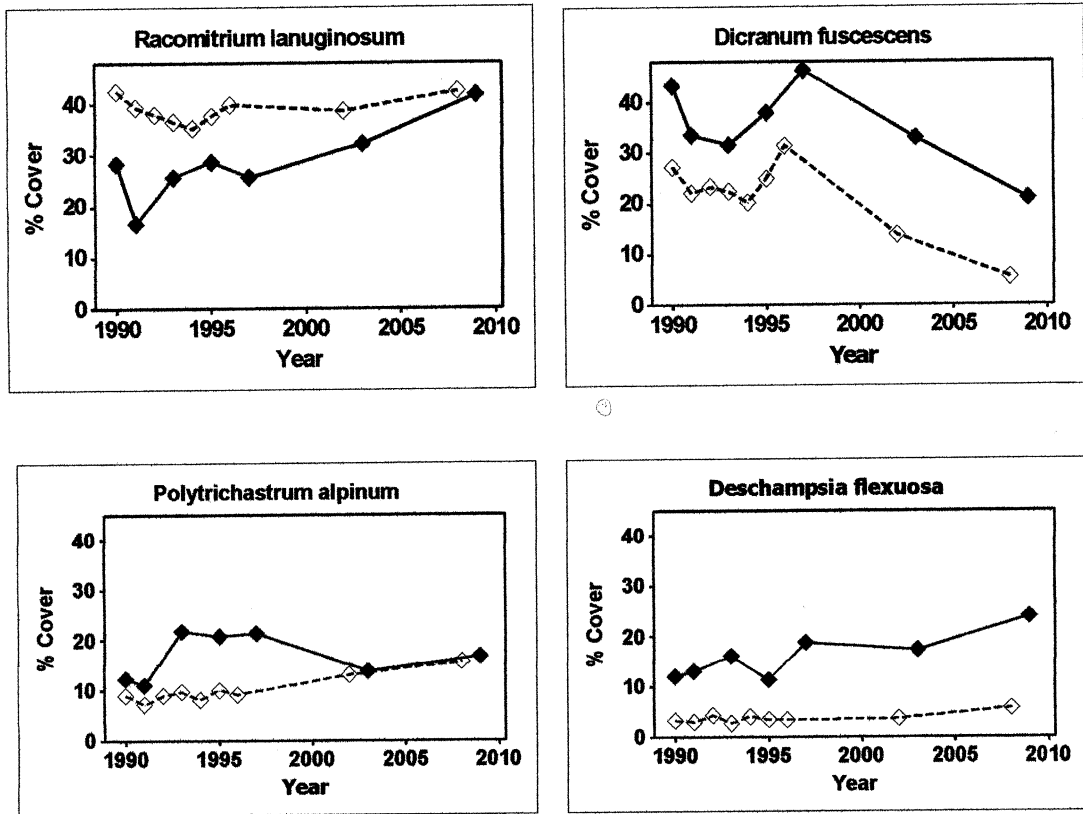 Racomitrium lanuginosum
% Cover
40
30
20
10
0
1990 1995 2000 2005 2010
Year
Dicranum fuscescens
% Cover
40
30
20
10
0
1990 1995 2000 2005 2010
Year
Polytrichastrum alpinum
% Cover
40
30
20
10
0
1990 1995 2000 2005 2010
Year
Deschampsia flexuosa
% Cover
40
30
20
10
0
1990 1995 2000 2005 2010
Year